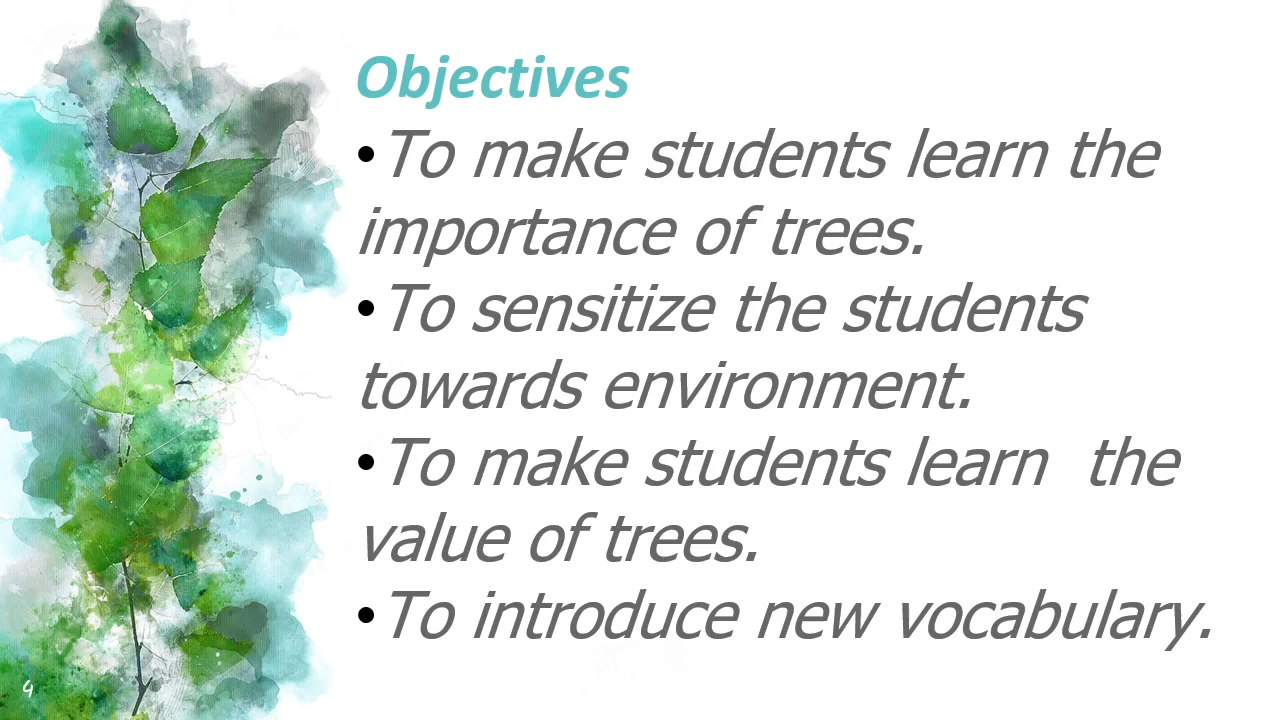 Objectives
•To make students learn the
importance of trees.
•To sensitize the students
towards environment.
•To make students learn  the
value of trees.
•To introduce new vocabulary.
4